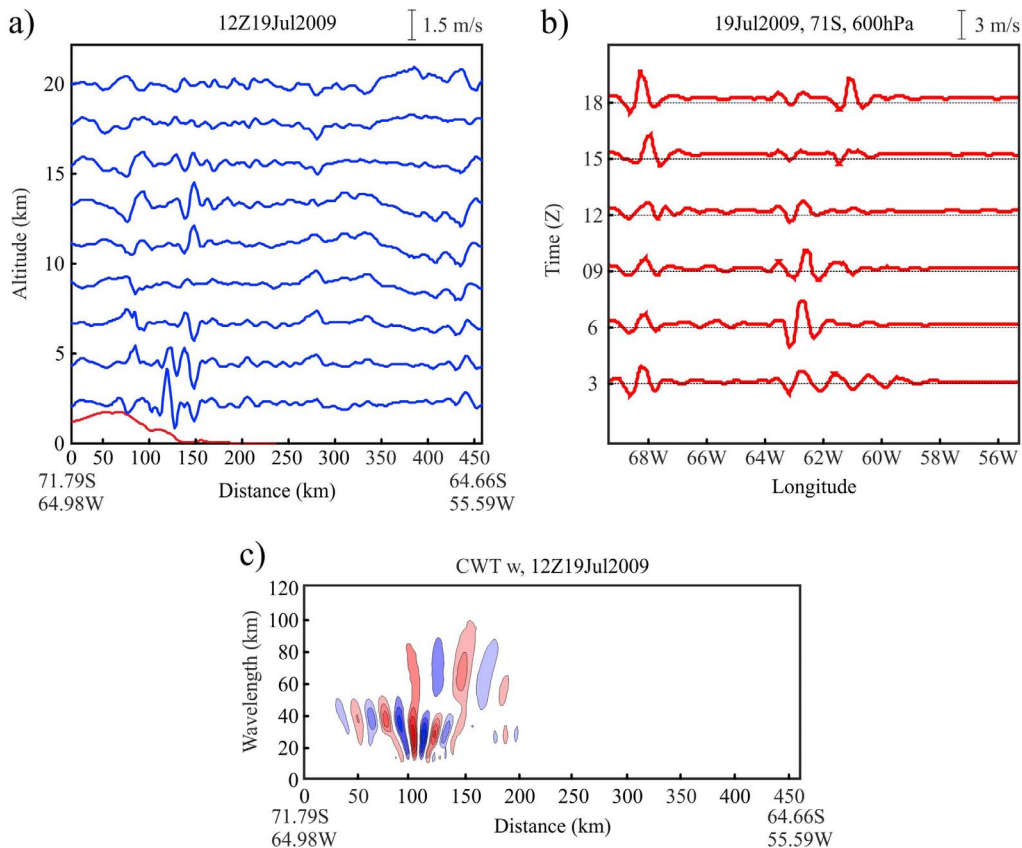 a)
12Z19Jul2009
1.5 m/s
20
15
10
5
0
Altitude (km)
0 50 100 150 200 250 300 350 400 450
71.79S
64.98W
Distance (km)
64.66S
55.59W
b)
19Jul2009, 71S, 600hPa
3 m/s
18
15
12
09
6
3
Time (Z)
68W 66W 64W 62W 60W 58W 56W
Longitude
c)
CWT w, 12Z19Jul2009
120
100
80
60
40
20
0
Wavelength (km)
0 50 100 150 200 250 300 350 400 450
71.79S
64.98W
Distance (km)
64.66S
55.59W